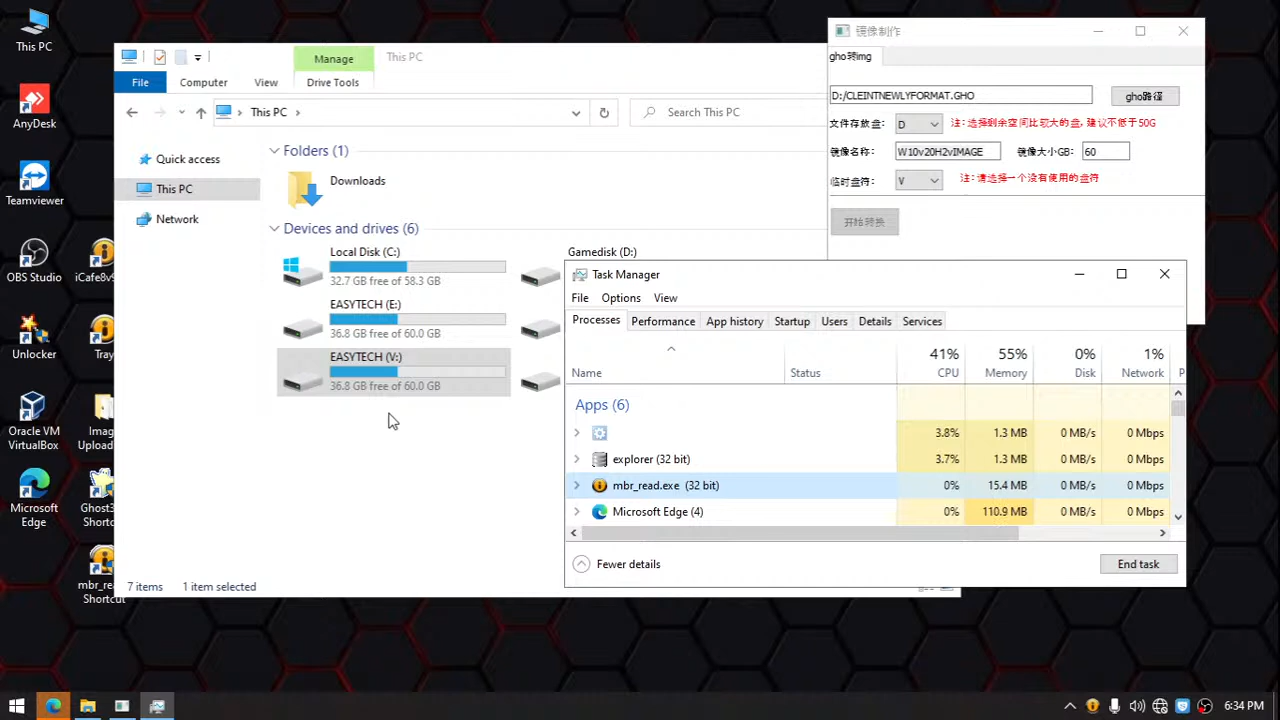 This PC
AnyDesk
Teamviewer
OBS Studio
iCafe8v9
Unlocker
Tray
Oracle VM
VirtualBox
Imag
Upload
Microsoft
Edge
Ghost3
Shortc
mbr_re
Shortcut
Manage
This PC
File
Computer
View
Drive Tools
This PC
Search This PC
Quick access
This PC
Network
Folders (1)
Downloads
Devices and drives (6)
Local Disk (C:)
32.7 GB free of 58.3 GB
EASYTECH (E:)
36.8 GB free of 60.0 GB
EASYTECH (V:)
36.8 GB free of 60.0 GB
Gamedisk (D:)
7 items
1 item selected
镜像制作
gho转img
D:/CLEINTNEWLYFORMAT.GHO
gho路径
文件存放盘:
D
注:选择剩余空间比较大的盘,建议不低于50G
镜像名称:
W10v20H2vIMAGE
镜像大小GB:
60
临时盘符:
V
注:请选择一个没有使用的盘符
开始转换
Task Manager
File
Options
View
Processes
Performance
App history
Startup
Users
Details
Services
41%
55%
0%
1%
Name
Status
CPU
Memory
Disk
Network
P
Apps (6)
3.8%
1.3 MB
0 MB/s
0 Mbps
explorer (32 bit)
3.7%
1.3 MB
0 MB/s
0 Mbps
mbr_read.exe (32 bit)
0%
15.4 MB
0 MB/s
0 Mbps
Microsoft Edge (4)
0%
110.9 MB
0 MB/s
0 Mbps
Fewer details
End task
6:34 PM